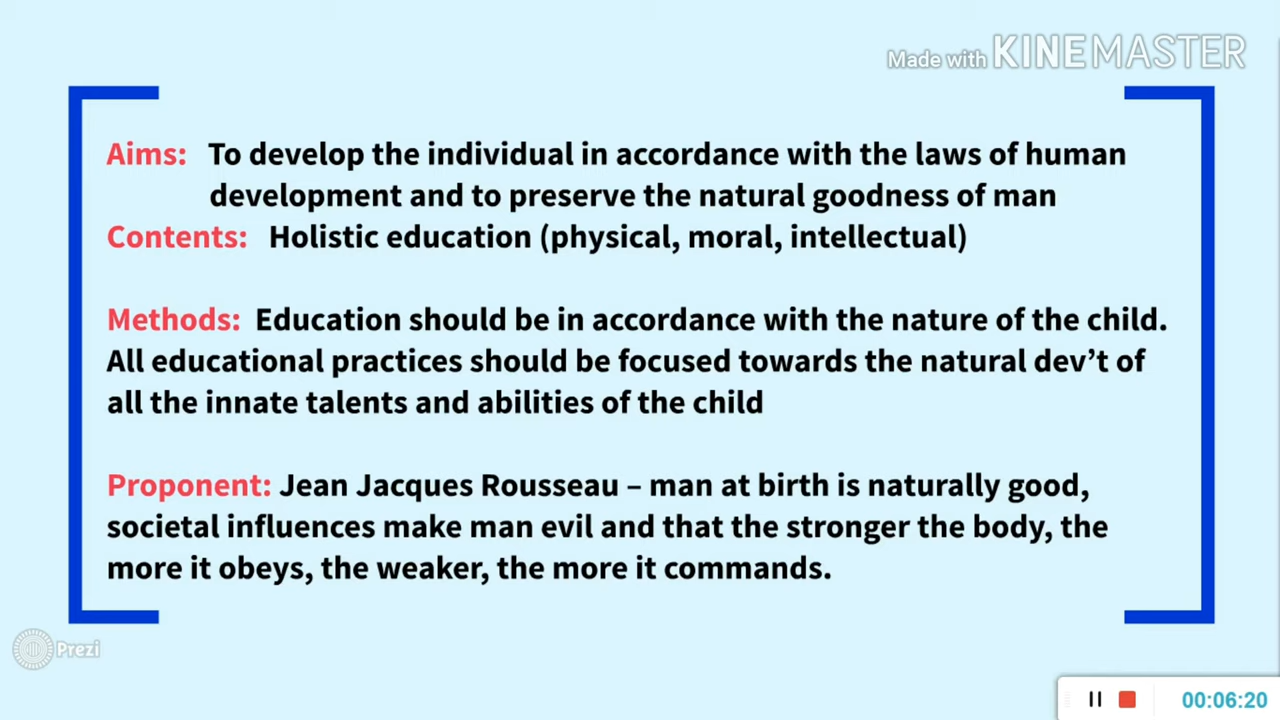 Made with KINEMASTER
Aims: To develop the individual in accordance with the laws of human
development and to preserve the natural goodness of man
Contents: Holistic education (physical, moral, intellectual)
Methods: Education should be in accordance with the nature of the child.
All educational practices should be focused towards the natural dev’t of
all the innate talents and abilities of the child
Proponent: Jean Jacques Rousseau – man at birth is naturally good,
societal influences make man evil and that the stronger the body, the
more it obeys, the weaker, the more it commands.
Prezi
00:06:20